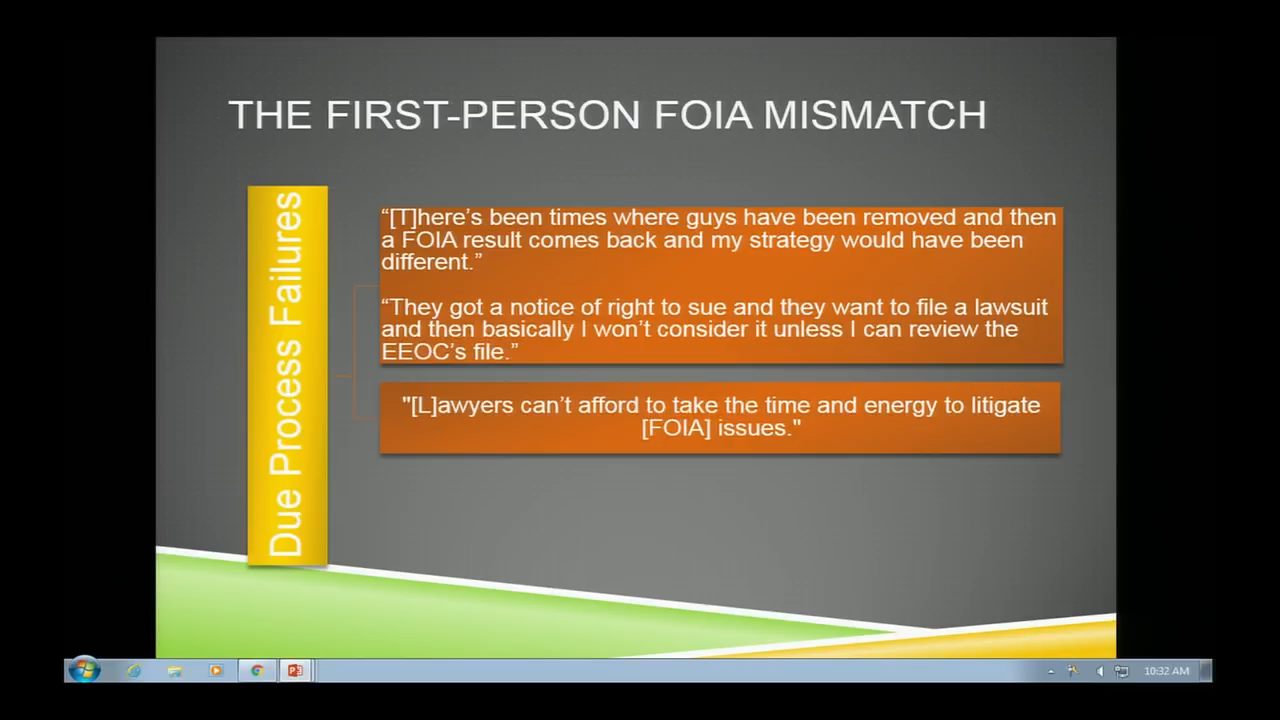 THE FIRST-PERSON FOIA MISMATCH
Due Process Failures
“[T]here’s been times where guys have been removed and then
a FOIA result comes back and my strategy would have been
different.”
“They got a notice of right to sue and they want to file a lawsuit
and then basically I won’t consider it unless I can review the
EEOC’s file.”
"[L]awyers can’t afford to take the time and energy to litigate
[FOIA] issues."
10:32 AM